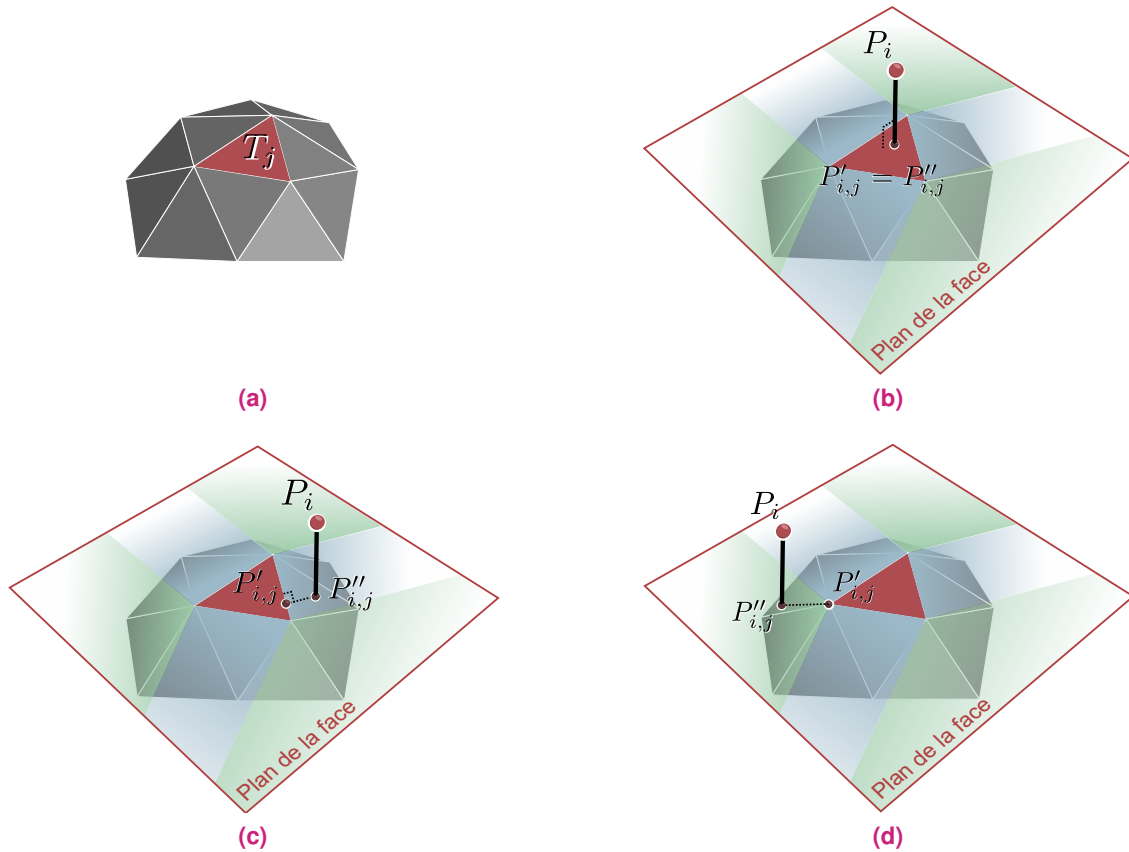 T_j
(a)
P_i
P'_{i,j} = P''_{i,j}
Plan de la face
(b)
P_i
P'_{i,j}
P''_{i,j}
Plan de la face
(c)
P_i
P'_{i,j}
P''_{i,j}
Plan de la face
(d)